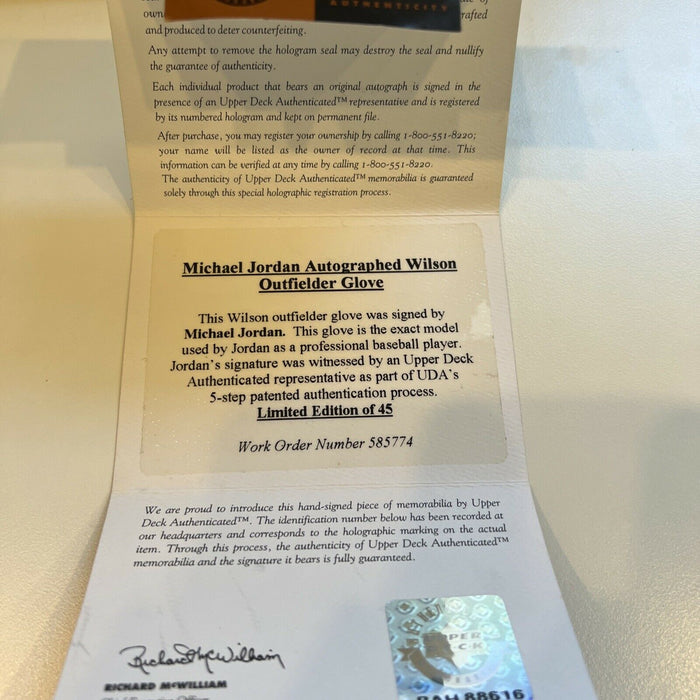 AUTHENTICITY
own rafted
and produced to deter counterfeiting.
Any attempt to remove the hologram seal may destroy the seal and nullify
the guarantee of authenticity.
Each individual product that bears an original autograph is signed in the
presence of an Upper Deck Authenticated™ representative and is registered
by its numbered hologram and kept on permanent file.
After purchase, you may register your ownership by calling 1-800-551-8220;
your name will be listed as the owner of record at that time. This
information can be verified at any time by calling 1-800-551-8220.
The authenticity of Upper Deck Authenticated™ memorabilia is guaranteed
solely through this special holographic registration process.
Michael Jordan Autographed Wilson
Outfielder Glove
This Wilson outfielder glove was signed by
Michael Jordan. This glove is the exact model
used by Jordan as a professional baseball player.
Jordan's signature was witnessed by an Upper Deck
Authenticated representative as part of UDA's
5-step patented authentication process.
Limited Edition of 45
Work Order Number 585774
We are proud to introduce this hand-signed piece of memorabilia by Upper
Deck Authenticated™. The identification number below has been recorded at
our headquarters and corresponds to the holographic marking on the actual
item. Through this process, the authenticity of Upper Deck Authenticated™
memorabilia and the signature it bears is fully guaranteed.
Richard McWilliam
RICHARD McWILLIAM
BAH 88616